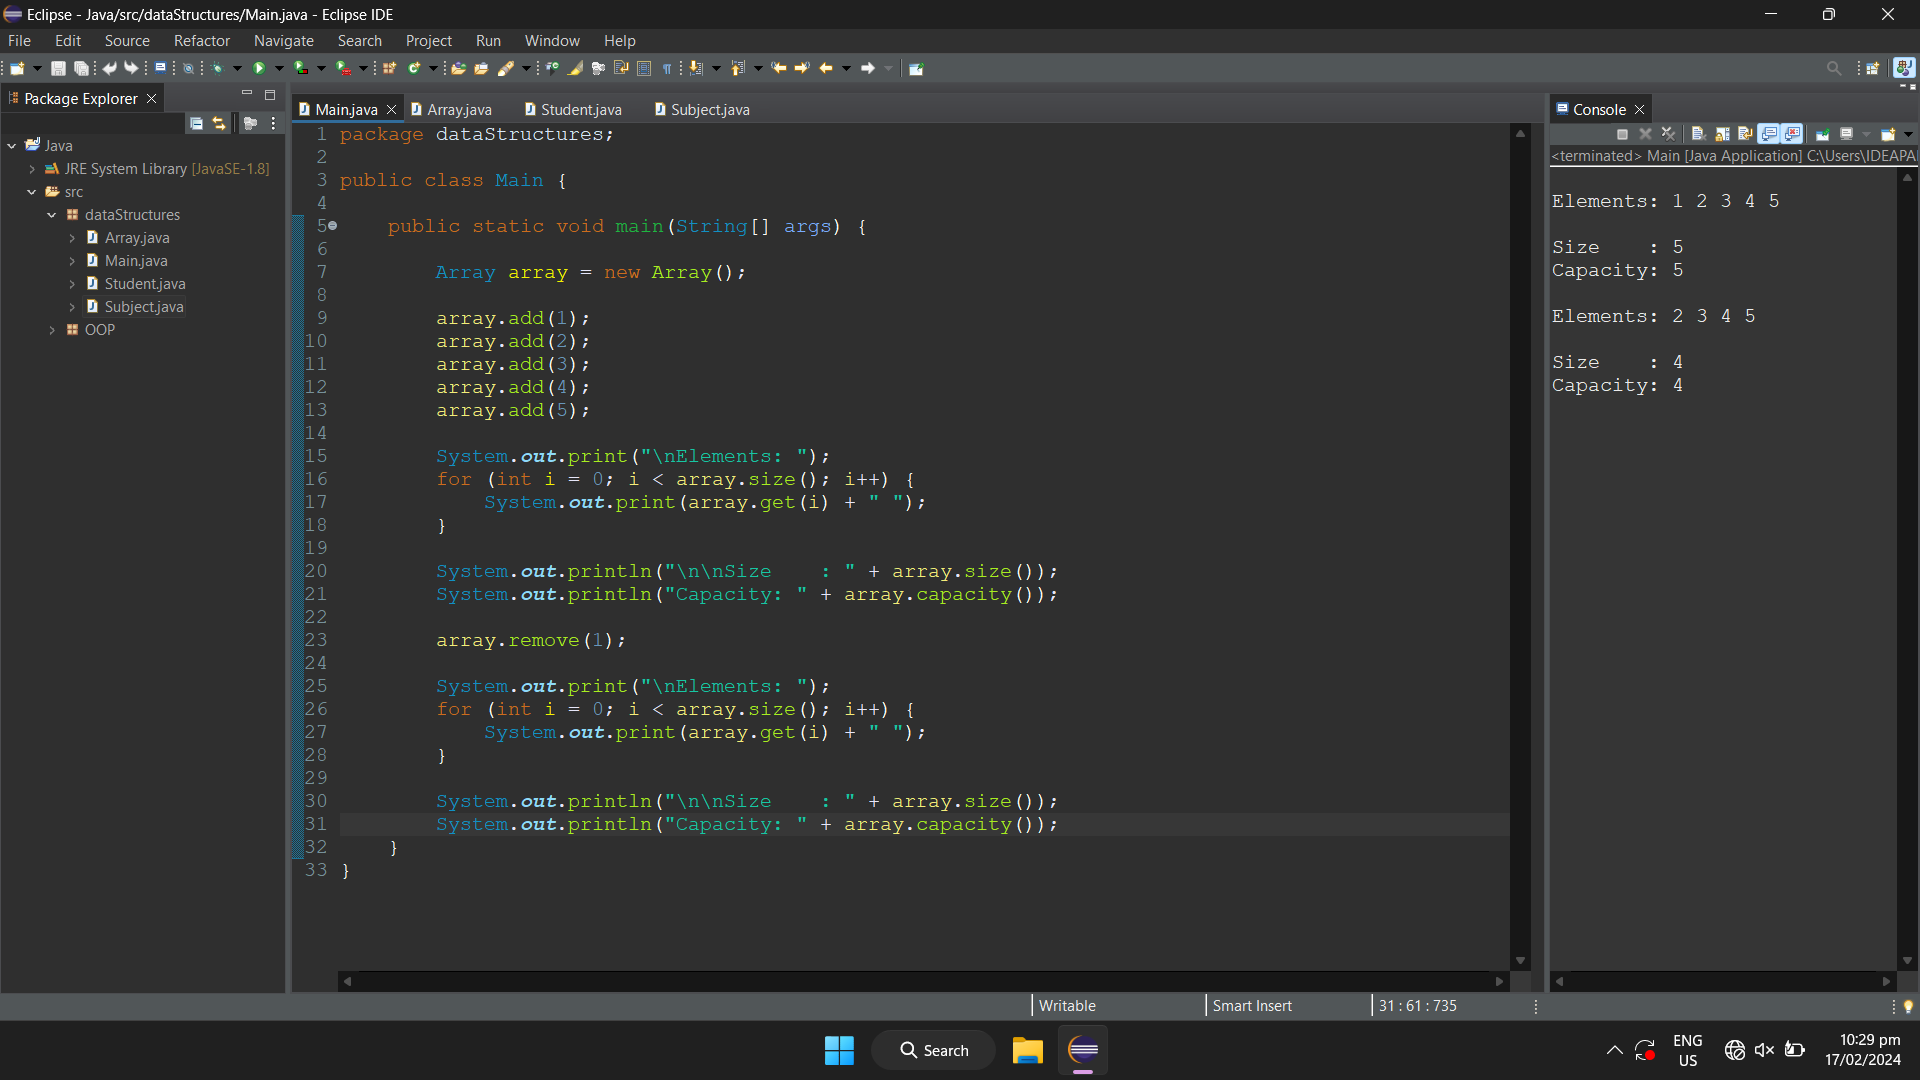 Eclipse - Java/src/dataStructures/Main.java - Eclipse IDE
File Edit Source Refactor Navigate Search Project Run Window Help
Package Explorer
Java
JRE System Library [JavaSE-1.8]
src
dataStructures
Array.java
Main.java
Student.java
Subject.java
OOP
Main.java Array.java Student.java Subject.java
1 package dataStructures;
2
3 public class Main {
4
5     public static void main(String[] args) {
6
7         Array array = new Array();
8
9         array.add(1);
10         array.add(2);
11         array.add(3);
12         array.add(4);
13         array.add(5);
14
15         System.out.print("\nElements: ");
16         for (int i = 0; i < array.size(); i++) {
17             System.out.print(array.get(i) + " ");
18         }
19
20         System.out.println("\n\nSize    : " + array.size());
21         System.out.println("Capacity: " + array.capacity());
22
23         array.remove(1);
24
25         System.out.print("\nElements: ");
26         for (int i = 0; i < array.size(); i++) {
27             System.out.print(array.get(i) + " ");
28         }
29
30         System.out.println("\n\nSize    : " + array.size());
31         System.out.println("Capacity: " + array.capacity());
32     }
33 }
Console
<terminated> Main [Java Application] C:\Users\IDEAPA
Elements: 1 2 3 4 5
Size    : 5
Capacity: 5
Elements: 2 3 4 5
Size    : 4
Capacity: 4
Writable Smart Insert 31 : 61 : 735
Search
ENG
US
10:29 pm
17/02/2024